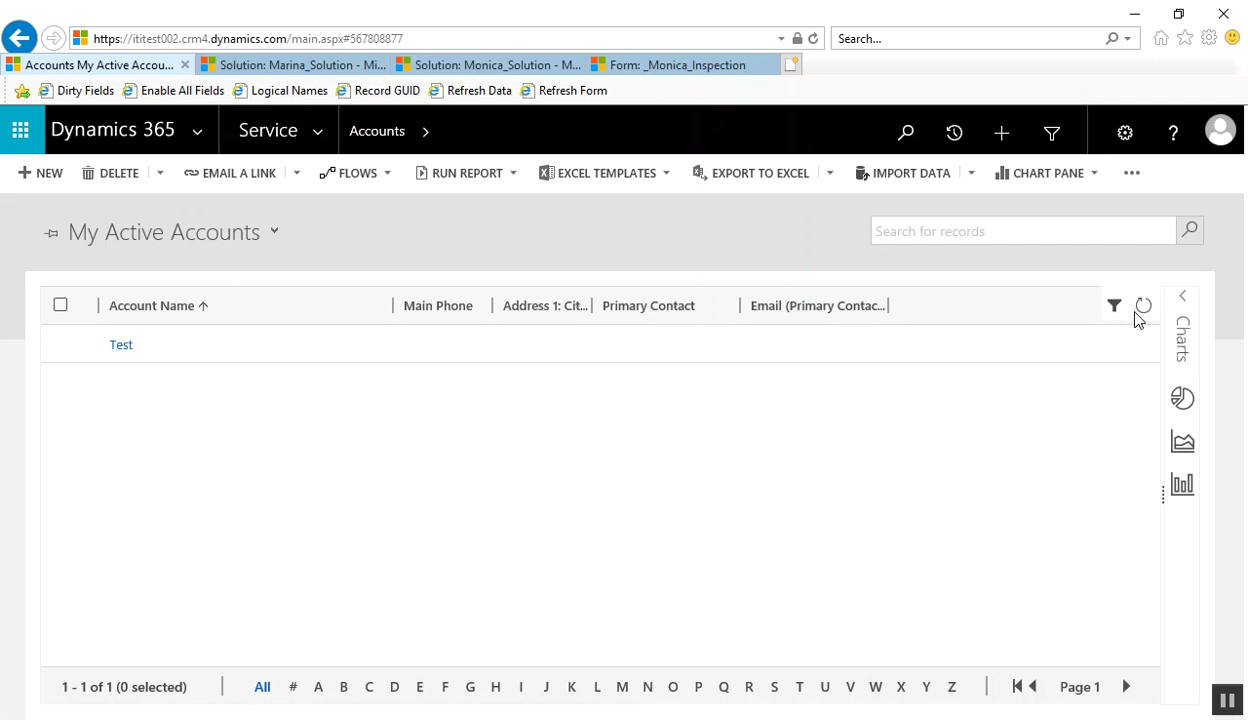 https://ititest002.crm4.dynamics.com/main.aspx#567808877
Search...
Accounts My Active Accou...
Solution: Marina_Solution - Mi...
Solution: Monica_Solution - M...
Form: _Monica_Inspection
Dirty Fields
Enable All Fields
Logical Names
Record GUID
Refresh Data
Refresh Form
Dynamics 365
Service
Accounts
?
NEW
DELETE
EMAIL A LINK
FLOWS
RUN REPORT
EXCEL TEMPLATES
EXPORT TO EXCEL
IMPORT DATA
CHART PANE
My Active Accounts
Search for records
Account Name
Main Phone
Address 1: Cit...
Primary Contact
Email (Primary Contac...
Charts
Test
1 - 1 of 1 (0 selected)
All # A B C D E F G H I J K L M N O P Q R S T U V W X Y Z
Page 1